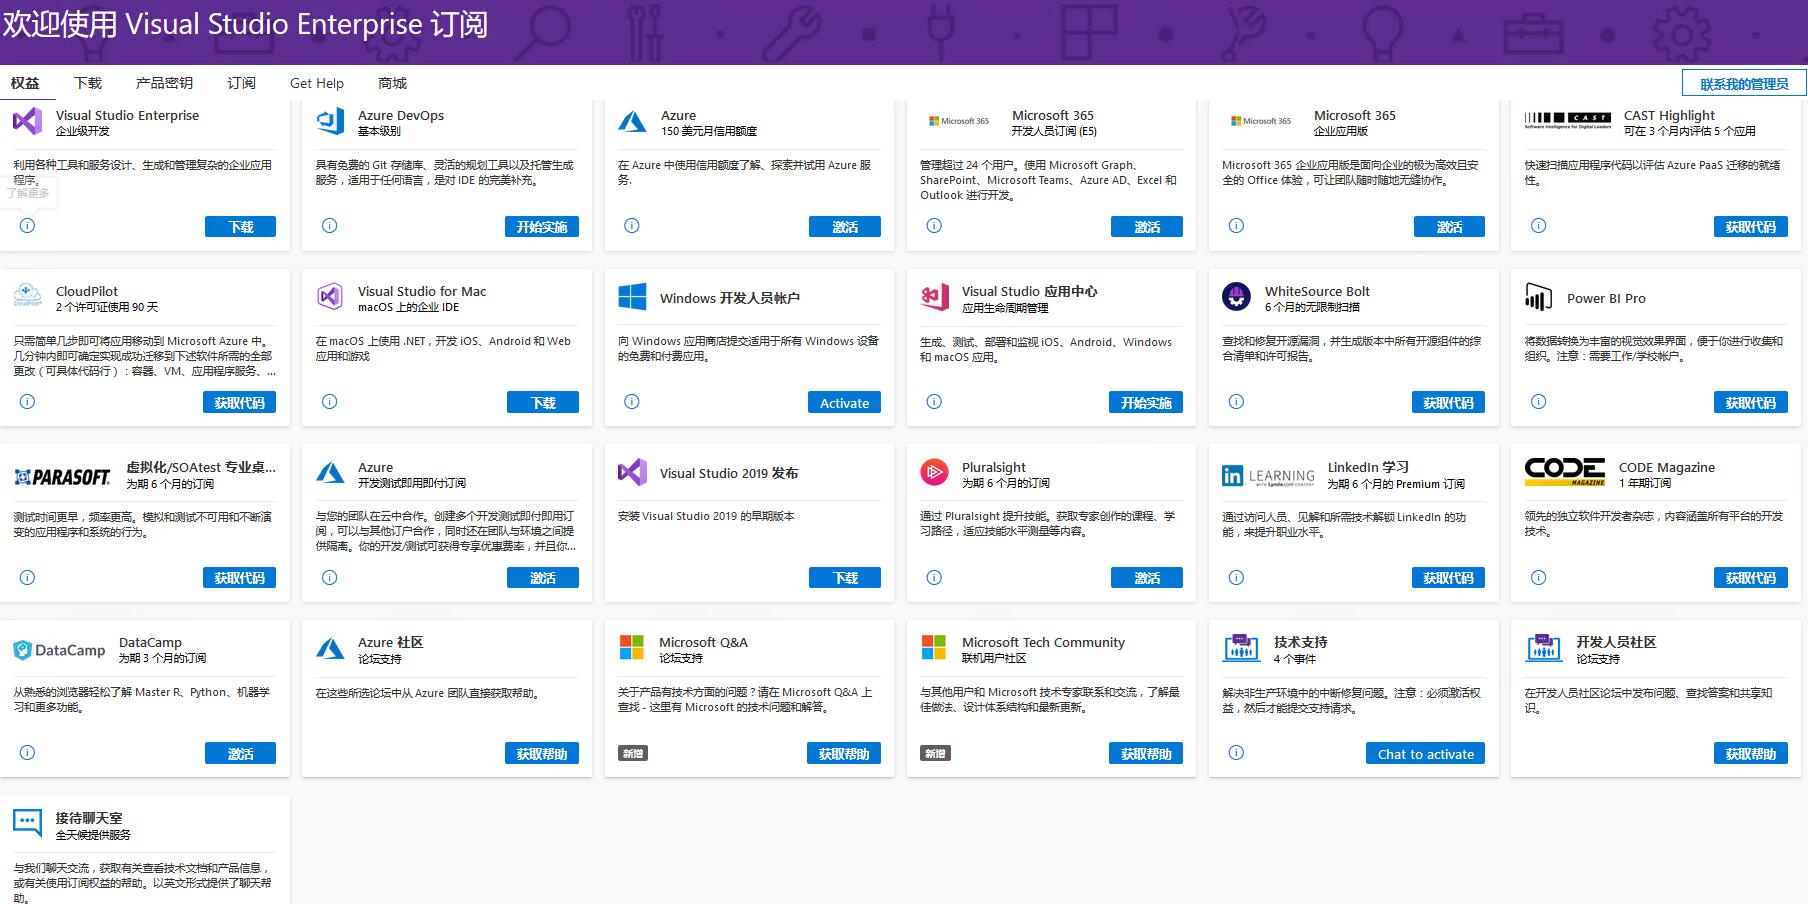 欢迎使用 Visual Studio Enterprise 订阅
权益 下载 产品密钥 订阅 Get Help 商城 联系我的管理员
Visual Studio Enterprise
企业级开发
利用各种工具和服务设计、生成和管理复杂的企业应用
程序。
了解更多
下载
Azure DevOps
基本级别
具有免费的 Git 存储库、灵活的规划工具以及托管生成
服务，适用于任何语言，是对 IDE 的完美补充。
开始实施
Azure
150 美元月信用额度
在 Azure 中使用信用额度了解、探索并试用 Azure 服
务.
激活
Microsoft 365
Microsoft 365
开发人员订阅 (E5)
管理超过 24 个用户。使用 Microsoft Graph、
SharePoint、Microsoft Teams、Azure AD、Excel 和
Outlook 进行开发。
激活
Microsoft 365
Microsoft 365
企业应用版
Microsoft 365 企业应用版是面向企业的极为高效且安
全的 Office 体验，可让团队随时随地无缝协作。
激活
CAST
Software Intelligence for Digital Leaders
CAST Highlight
可在 3 个月内评估 5 个应用
快速扫描应用程序代码以评估 Azure PaaS 迁移的就绪
性。
获取代码
CloudPilot
CloudPilot
2 个许可证使用 90 天
只需简单几步即可将应用移动到 Microsoft Azure 中。
几分钟内即可确定实现成功迁移到下述软件所需的全部
更改（可具体代码行）：容器、VM、应用程序服务、...
获取代码
Visual Studio for Mac
macOS 上的企业 IDE
在 macOS 上使用 .NET，开发 iOS、Android 和 Web
应用和游戏
下载
Windows 开发人员帐户
向 Windows 应用商店提交适用于所有 Windows 设备
的免费和付费应用。
Activate
Visual Studio 应用中心
应用生命周期管理
生成、测试、部署和监视 iOS、Android、Windows
和 macOS 应用。
开始实施
WhiteSource Bolt
6 个月的无限制扫描
查找和修复开源漏洞，并生成版本中所有开源组件的综
合清单和许可报告。
获取代码
Power BI Pro
将数据转换为丰富的视觉效果界面，便于你进行收集和
组织。注意：需要工作/学校帐户。
获取代码
PARASOFT.
虚拟化/SOAtest 专业桌...
为期 6 个月的订阅
测试时间更早，频率更高。模拟和测试不可用和不断演
变的应用程序和系统的行为。
获取代码
Azure
开发测试即用即付订阅
与您的团队在云中合作。创建多个开发测试即付即用订
阅，可以与其他订户合作，同时还在团队与环境之间提
供隔离。你的开发/测试可获得专享优惠费率，并且你...
激活
Visual Studio 2019 发布
安装 Visual Studio 2019 的早期版本
下载
Pluralsight
为期 6 个月的订阅
通过 Pluralsight 提升技能。获取专家创作的课程、学
习路径，适应技能水平测量等内容。
激活
in LEARNING
WITH Lynda.com CONTENT
LinkedIn 学习
为期 6 个月的 Premium 订阅
通过访问人员、见解和所需技术解锁 LinkedIn 的功
能，来提升职业水平。
获取代码
CODE
MAGAZINE
CODE Magazine
1 年期订阅
领先的独立软件开发者杂志，内容涵盖所有平台的开发
技术。
获取代码
DataCamp
DataCamp
为期 3 个月的订阅
从熟悉的浏览器轻松了解 Master R、Python、机器学
习和更多功能。
激活
Azure 社区
论坛支持
在这些所选论坛中从 Azure 团队直接获取帮助。
获取帮助
Microsoft Q&A
论坛支持
关于产品有技术方面的问题？请在 Microsoft Q&A 上
查找 - 这里有 Microsoft 的技术问题和解答。
新增 获取帮助
Microsoft Tech Community
联机用户社区
与其他用户和 Microsoft 技术专家联系和交流，了解最
佳做法、设计体系结构和最新更新。
新增 获取帮助
技术支持
4 个事件
解决非生产环境中的中断修复问题。注意：必须激活权
益，然后才能提交支持请求。
Chat to activate
开发人员社区
论坛支持
在开发人员社区论坛中发布问题、查找答案和共享知
识。
获取帮助
接待聊天室
全天候提供服务
与我们聊天交流，获取有关查看技术文档和产品信息，
或有关使用订阅权益的帮助。以英文形式提供了聊天帮
助。